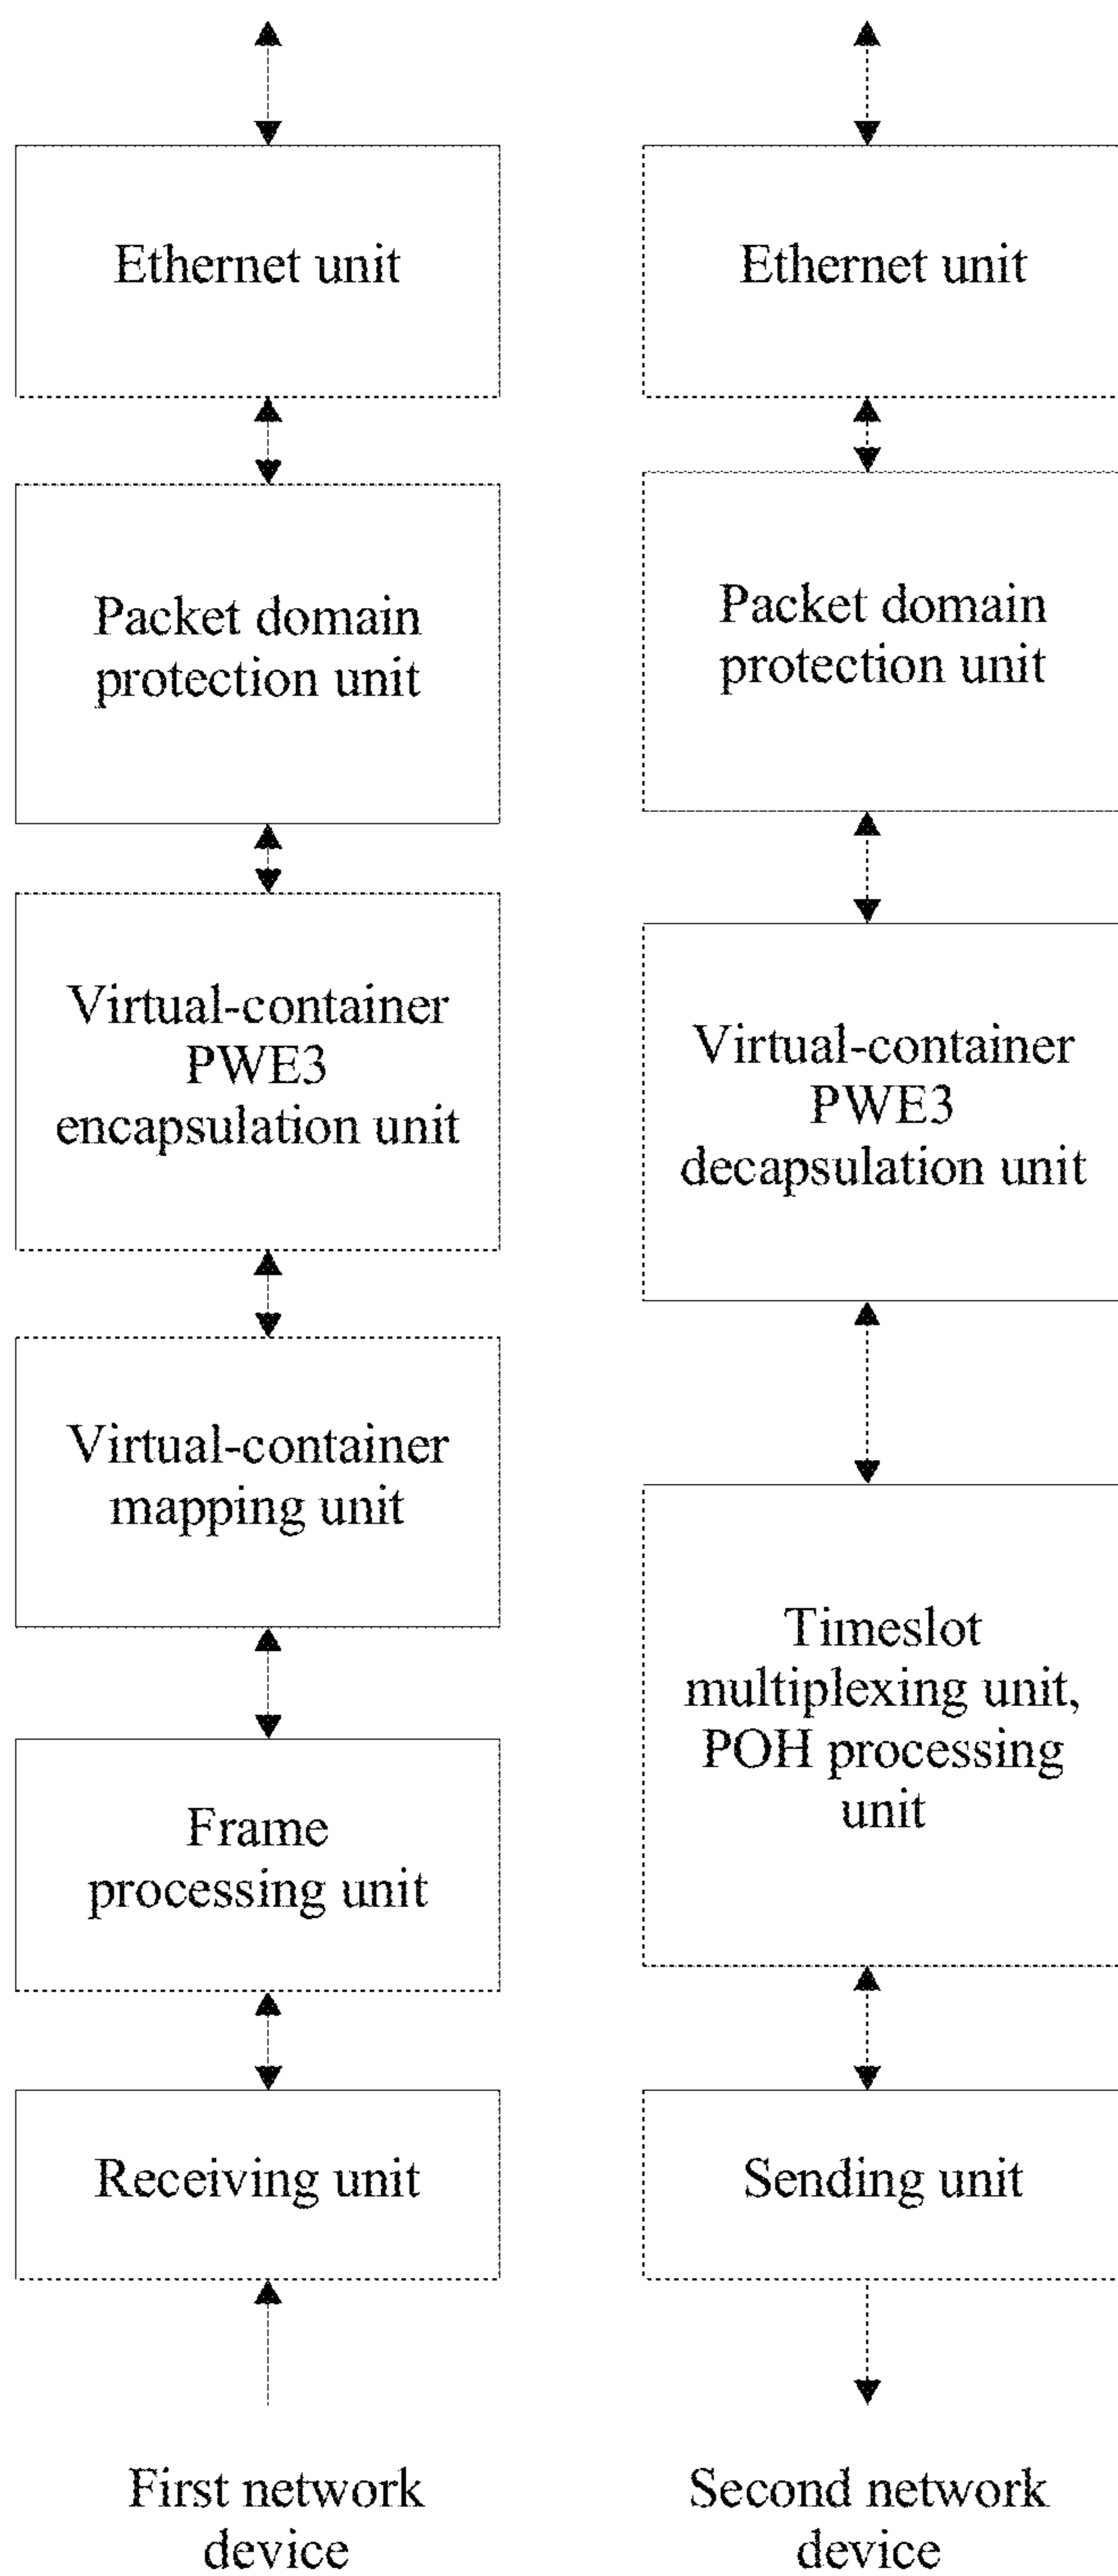 Ethernet unit
Packet domain
protection unit
Virtual-container
PWE3
encapsulation unit
Virtual-container
mapping unit
Frame
processing unit
Receiving unit
First network
device
Ethernet unit
Packet domain
protection unit
Virtual-container
PWE3
decapsulation unit
Timeslot
multiplexing unit,
POH processing
unit
Sending unit
Second network
device